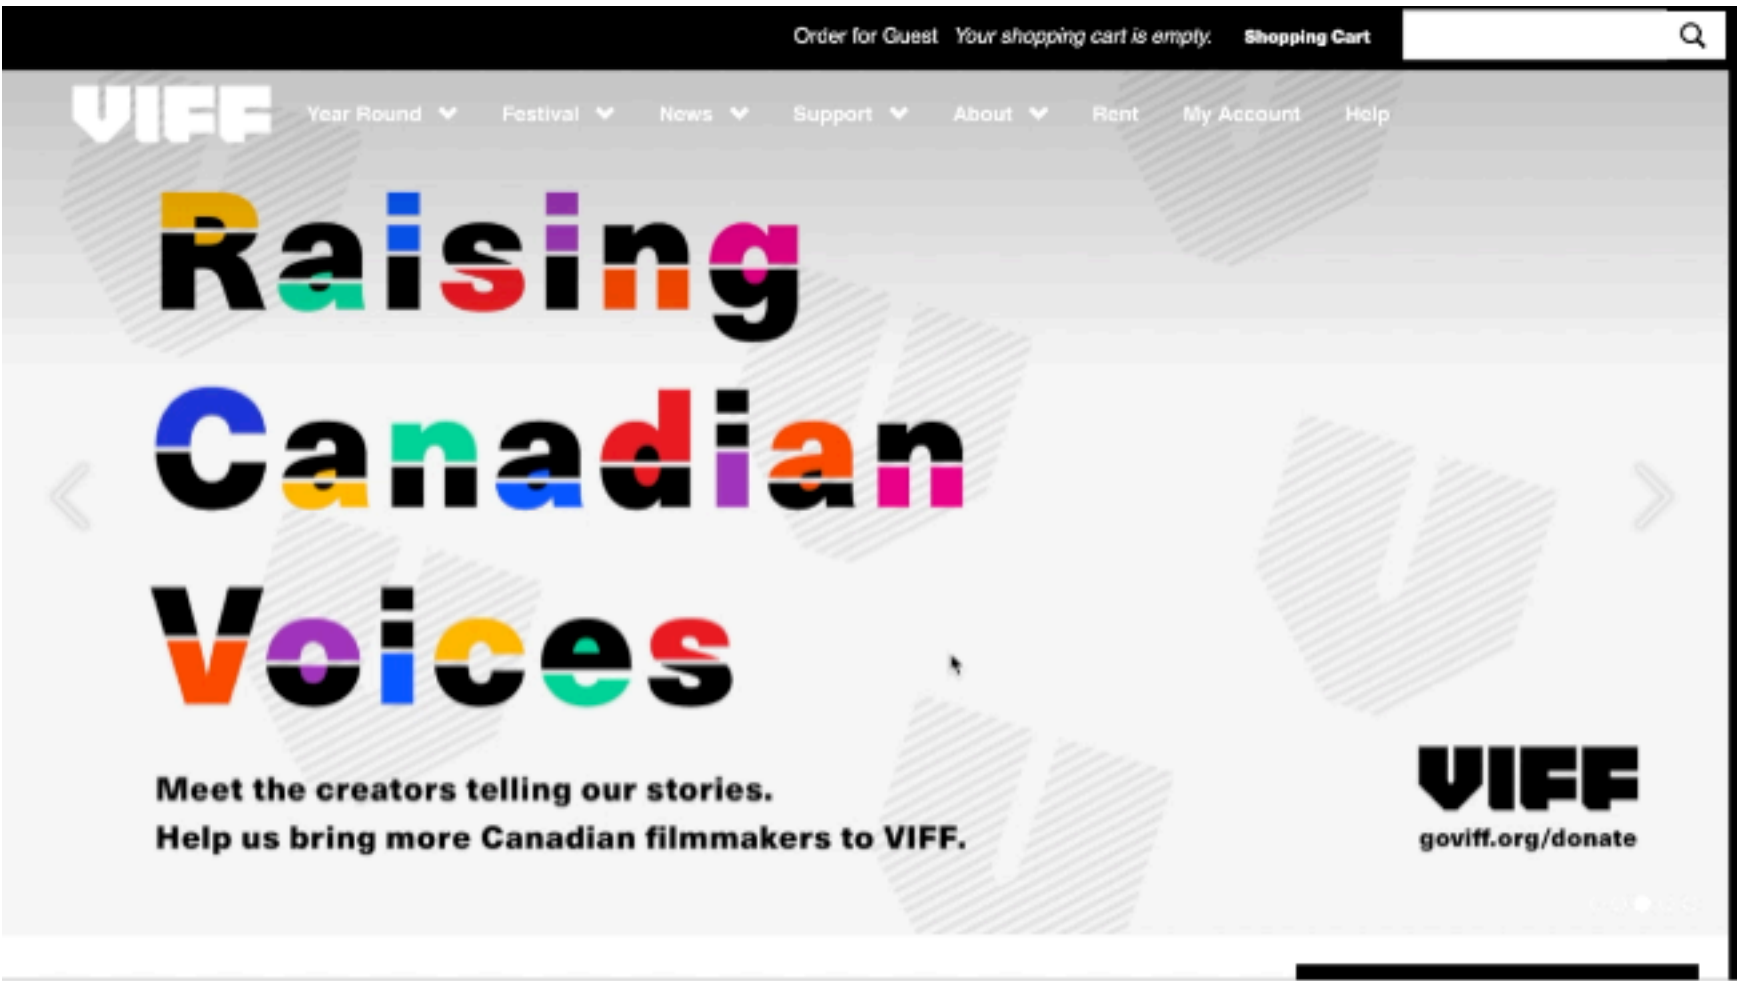 Order for Guest Your shopping cart is empty. Shopping Cart
VIFF Year Round Festival News Support About Rent My Account Help
Raising
Canadian
Voices
Meet the creators telling our stories.
Help us bring more Canadian filmmakers to VIFF.
VIFF
goviff.org/donate